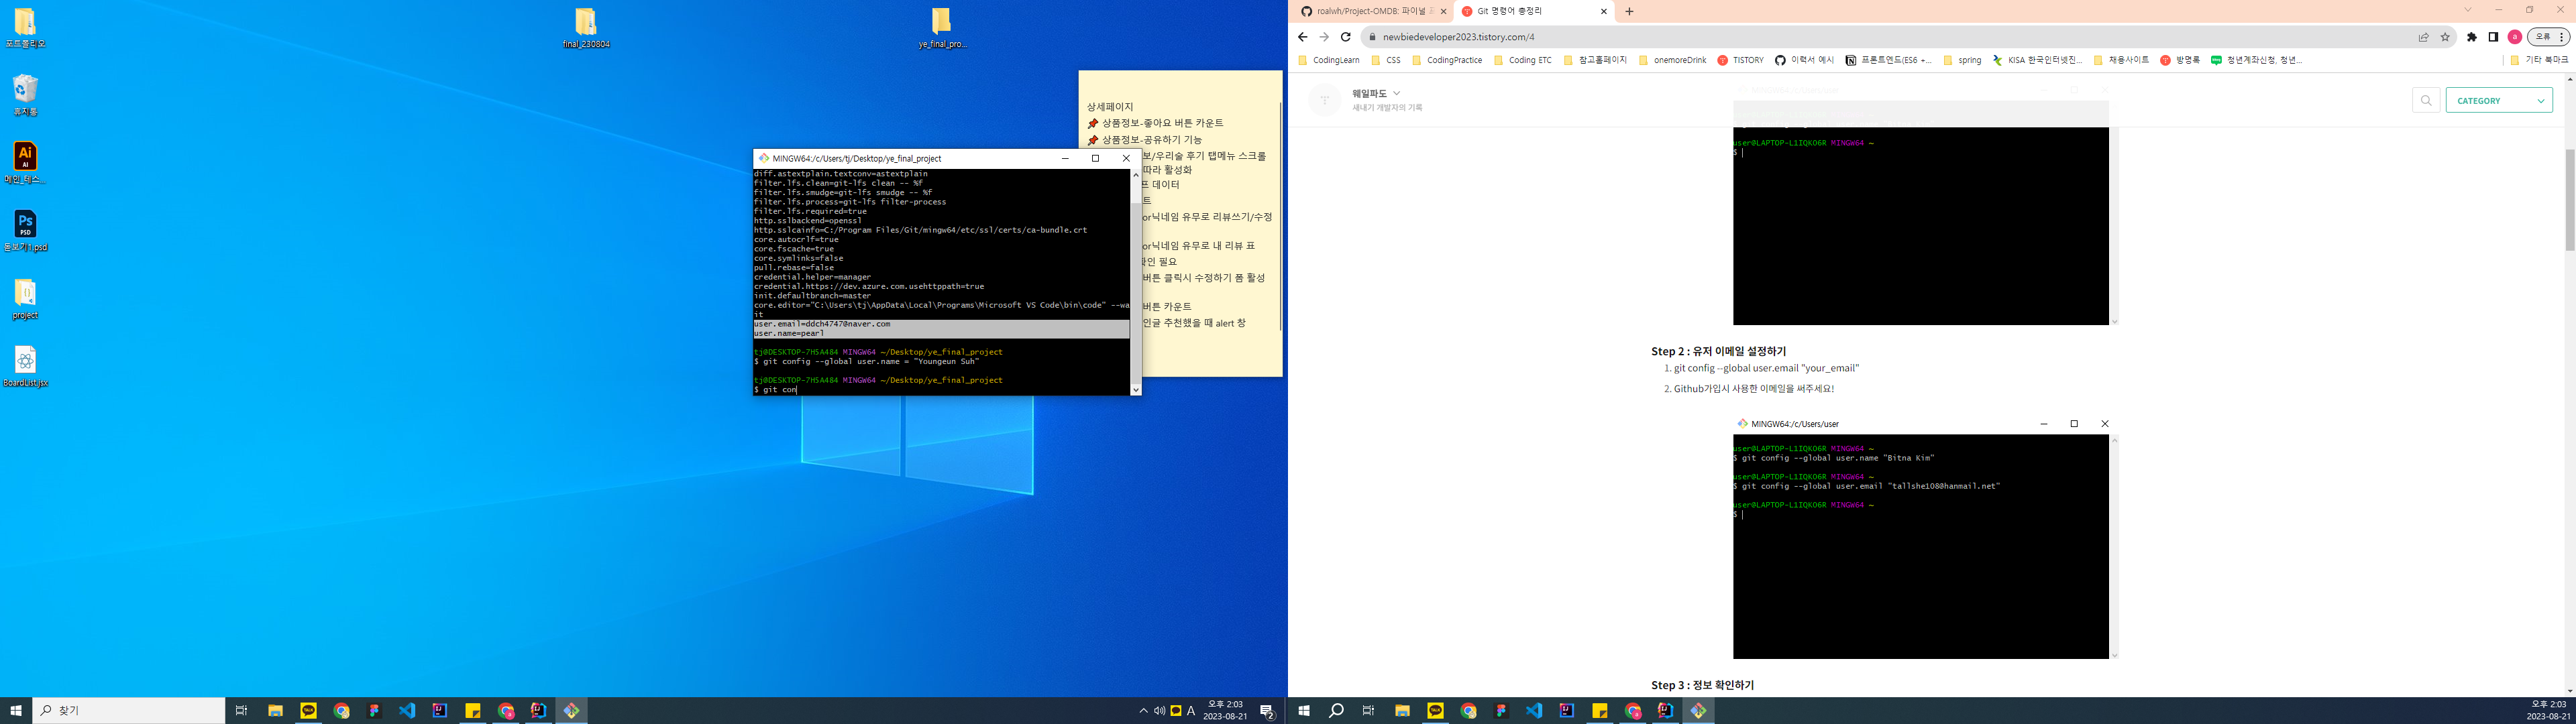 포트폴리오
휴지통
메인_테스...
돋보기1.psd
project
BoardList.jsx
final_230804
ye_final_pro...
상세페이지
📌 상품정보-좋아요 버튼 카운트
📌 상품정보-공유하기 기능
보/우리술 후기 탭메뉴 스크롤
따라 활성화
프 데이터
트
or닉네임 유무로 리뷰쓰기/수정
or닉네임 유무로 내 리뷰 표
확인 필요
버튼 클릭시 수정하기 폼 활성
버튼 카운트
인글 추천했을 때 alert 창
MINGW64:/c/Users/tj/Desktop/ye_final_project
diff.astextplain.textconv=astextplain
filter.lfs.clean=git-lfs clean -- %f
filter.lfs.smudge=git-lfs smudge -- %f
filter.lfs.process=git-lfs filter-process
filter.lfs.required=true
http.sslbackend=openssl
http.sslcainfo=C:/Program Files/Git/mingw64/etc/ssl/certs/ca-bundle.crt
core.autocrlf=true
core.fscache=true
core.symlinks=false
pull.rebase=false
credential.helper=manager
credential.https://dev.azure.com.usehttppath=true
init.defaultbranch=master
core.editor="C:\Users\tj\AppData\Local\Programs\Microsoft VS Code\bin\code" --wa
it
user.email=ddch4747@naver.com
user.name=pearl
tj@DESKTOP-7H5A484 MINGW64 ~/Desktop/ye_final_project
$ git config --global user.name = "Youngeun Suh"
tj@DESKTOP-7H5A484 MINGW64 ~/Desktop/ye_final_project
$ git con
찾기
A
오후 2:03
2023-08-21
2
roalwh/Project-OMDB: 파이널 프
Git 명령어 총정리
newbiedeveloper2023.tistory.com/4
a
오류
CodingLearn
CSS
CodingPractice
Coding ETC
참고홈페이지
onemoreDrink
TISTORY
이력서 예시
프론트엔드(ES6 +...
spring
KISA 한국인터넷진...
채용사이트
방명록
청년계좌신청, 청년...
기타 북마크
웨일파도
새내기 개발자의 기록
CATEGORY
user@LAPTOP-L1IQKO6R MINGW64 ~
$
Step 2 : 유저 이메일 설정하기
1. git config --global user.email "your_email"
2. Github가입시 사용한 이메일을 써주세요!
MINGW64:/c/Users/user
user@LAPTOP-L1IQKO6R MINGW64 ~
$ git config --global user.name "Bitna Kim"
user@LAPTOP-L1IQKO6R MINGW64 ~
$ git config --global user.email "tallshe108@hanmail.net"
user@LAPTOP-L1IQKO6R MINGW64 ~
$
Step 3 : 정보 확인하기
오후 2:03
2023-08-21